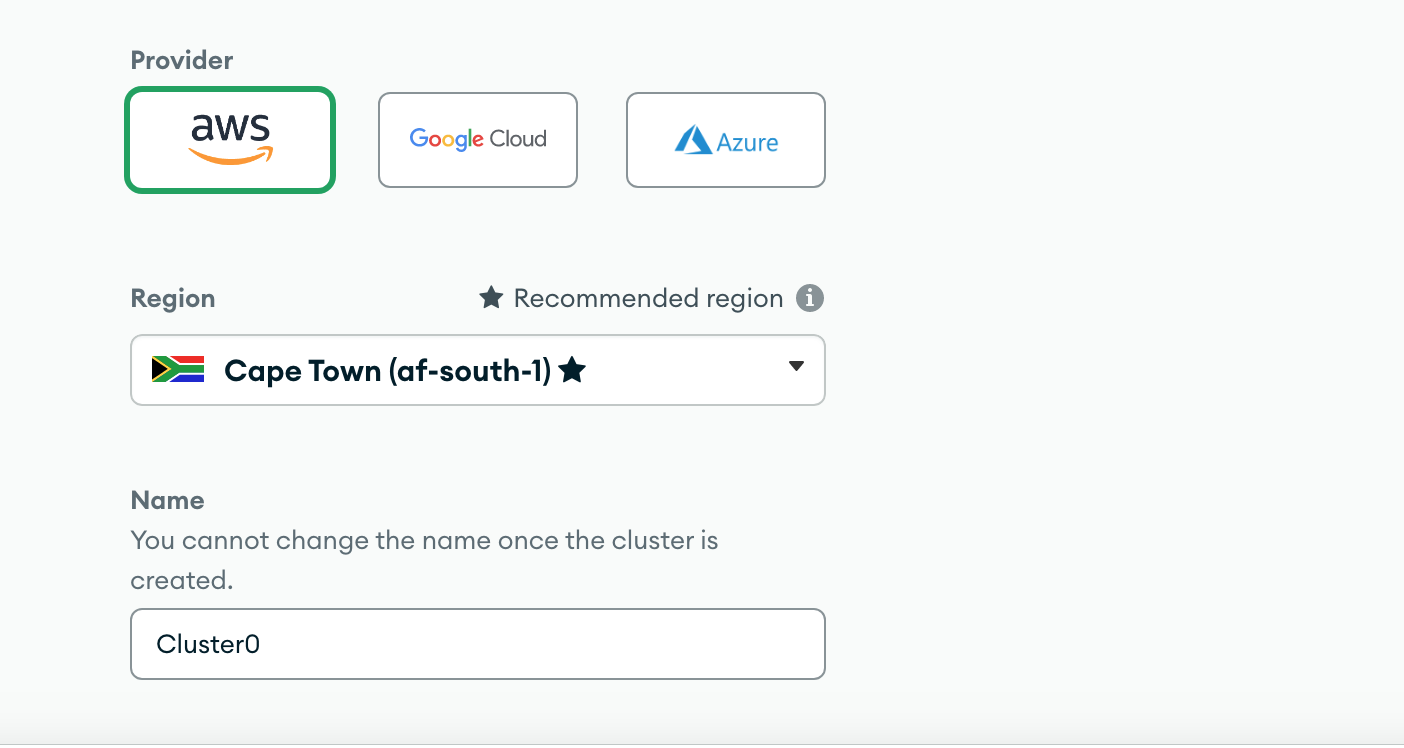 Provider
aws
Google Cloud
Azure
Region
Recommended region
Cape Town (af-south-1)
Name
You cannot change the name once the cluster is
created.
Cluster0